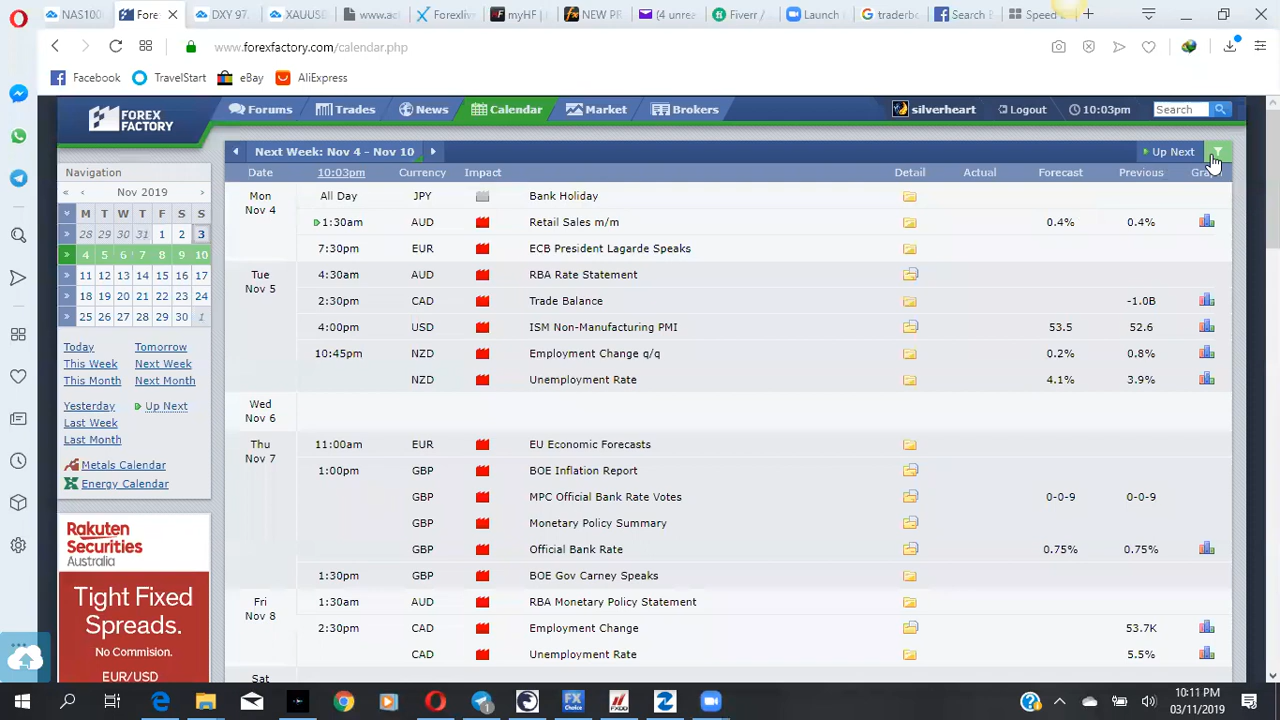 NAS100
Fore
DXY 97
XAUUSD
www.ac
Forexlive
myHF
NEW PR
(4 unre
Fiverr /
Launch
traderbo
Search
Speed
www.forexfactory.com/calendar.php
Facebook TravelStart eBay AliExpress
FOREX FACTORY
Forums Trades News Calendar Market Brokers silverheart Logout 10:03pm Search
Navigation
Nov 2019
M T W T F S S
28 29 30 31 1 2 3
4 5 6 7 8 9 10
11 12 13 14 15 16 17
18 19 20 21 22 23 24
25 26 27 28 29 30 1
Today Tomorrow
This Week Next Week
This Month Next Month
Yesterday Up Next
Last Week
Last Month
Metals Calendar
Energy Calendar
Rakuten
Securities
Australia
Tight Fixed
Spreads.
No Commision.
EUR/USD
Next Week: Nov 4 - Nov 10 Up Next
Date 10:03pm Currency Impact Detail Actual Forecast Previous
Mon Nov 4 All Day JPY Bank Holiday
1:30am AUD Retail Sales m/m 0.4% 0.4%
7:30pm EUR ECB President Lagarde Speaks
Tue Nov 5 4:30am AUD RBA Rate Statement
2:30pm CAD Trade Balance -1.0B
4:00pm USD ISM Non-Manufacturing PMI 53.5 52.6
10:45pm NZD Employment Change q/q 0.2% 0.8%
NZD Unemployment Rate 4.1% 3.9%
Wed Nov 6
Thu Nov 7 11:00am EUR EU Economic Forecasts
1:00pm GBP BOE Inflation Report
GBP MPC Official Bank Rate Votes 0-0-9 0-0-9
GBP Monetary Policy Summary
GBP Official Bank Rate 0.75% 0.75%
1:30pm GBP BOE Gov Carney Speaks
Fri Nov 8 1:30am AUD RBA Monetary Policy Statement
2:30pm CAD Employment Change 53.7K
CAD Unemployment Rate 5.5%
Sat
10:11 PM
03/11/2019